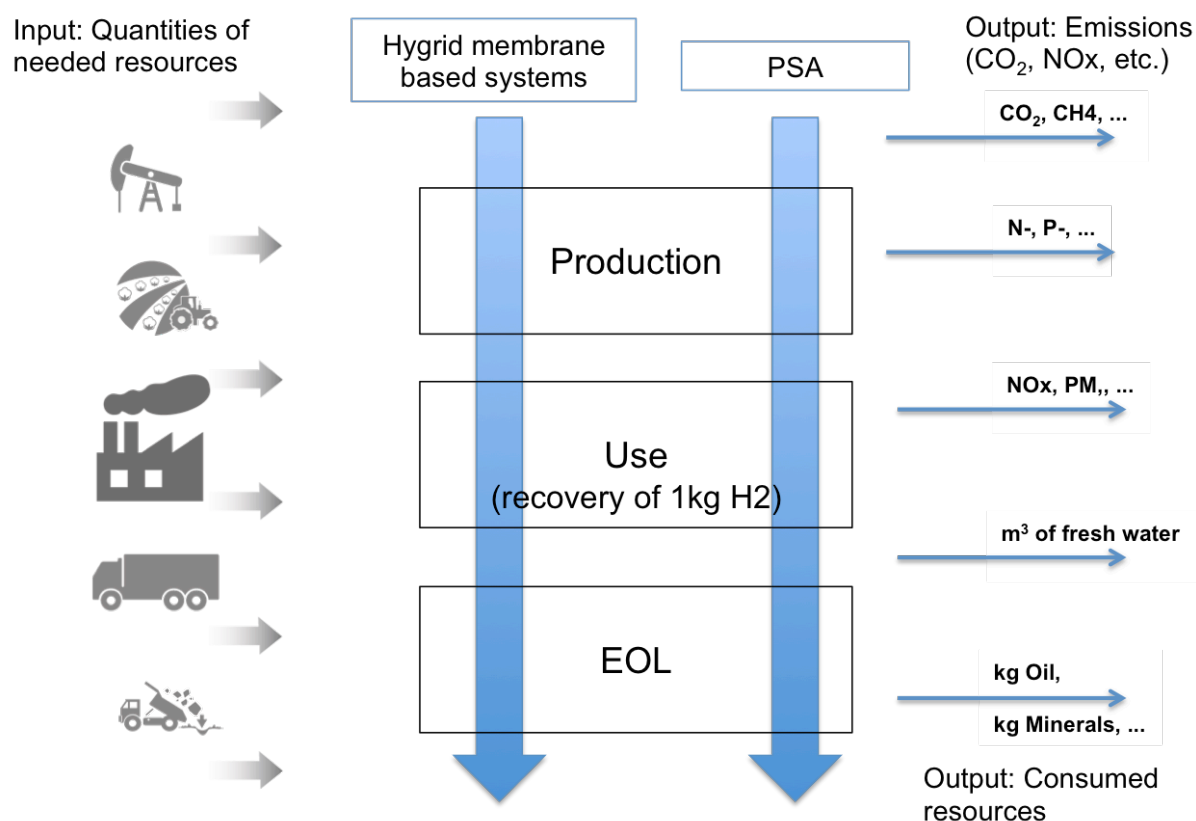 Input: Quantities of
needed resources
Hygrid membrane
based systems
PSA
Output: Emissions
(CO₂, NOx, etc.)
CO₂, CH4, ...
Production
N-, P-, ...
NOx, PM,, ...
Use
(recovery of 1kg H2)
m³ of fresh water
EOL
kg Oil,
kg Minerals, ...
Output: Consumed
resources